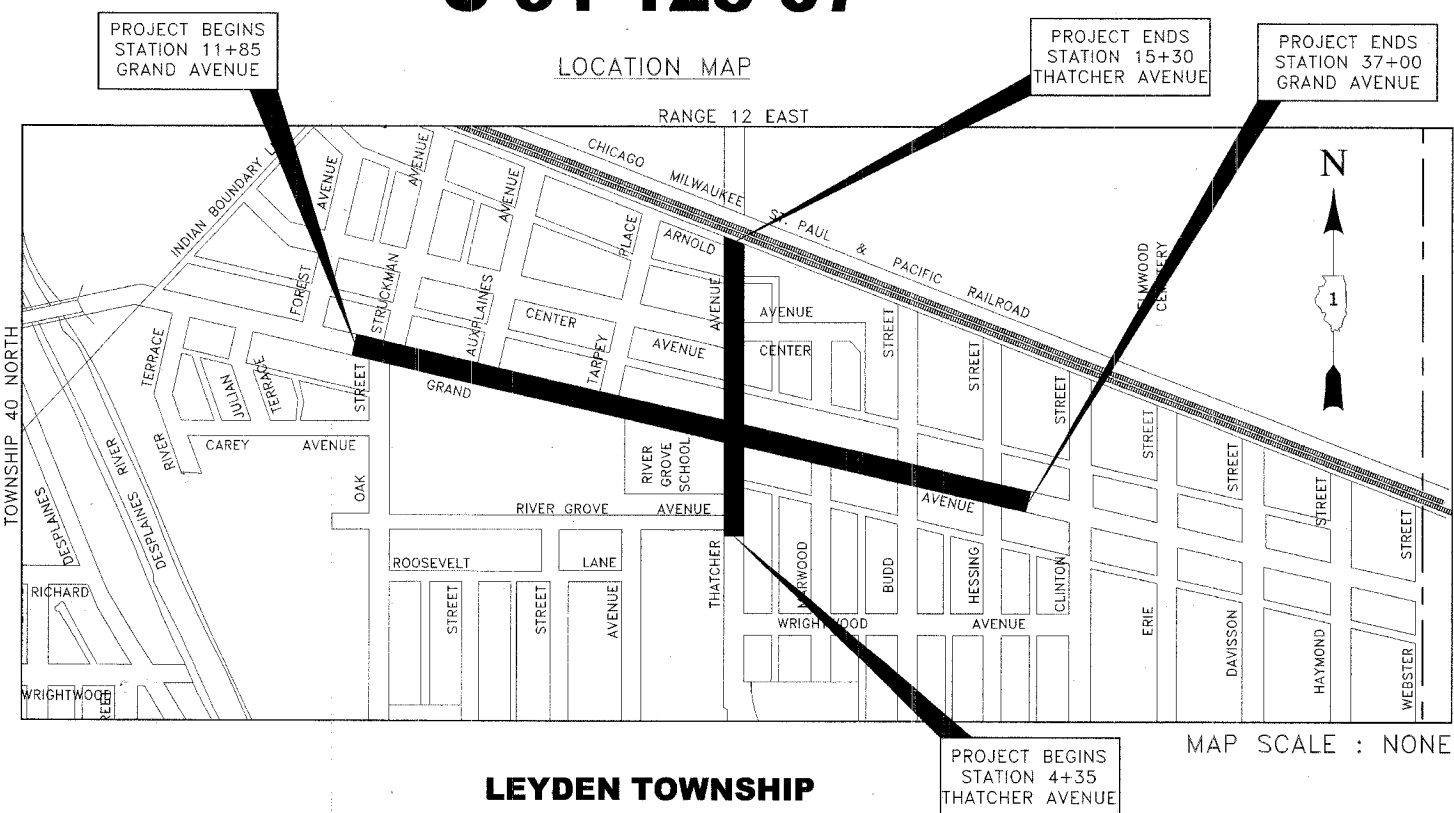 PROJECT BEGINS
STATION 11+85
GRAND AVENUE
LOCATION MAP
PROJECT ENDS
STATION 15+30
THATCHER AVENUE
PROJECT ENDS
STATION 37+00
GRAND AVENUE
RANGE 12 EAST
TOWNSHIP 40 NORTH
CHICAGO MILWAUKEE ST. PAUL & PACIFIC RAILROAD
INDIAN BOUNDARY
N
1
ELMWOOD
CEMETERY
FOREST AVENUE
STRUCKMAN AVENUE
AUXPLAINES AVENUE
TARPEY PLACE
ARNOLD AVENUE
CENTER AVENUE
CENTER
AVENUE
GRAND AVENUE
RIVER TERRACE
JULIAN TERRACE
CAREY AVENUE
OAK STREET
DESPLAINES RIVER
DESPLAINES
RIVER
GROVE
SCHOOL
RIVER GROVE AVENUE
ROOSEVELT LANE
STREET
STREET
AVENUE
THATCHER
MARWOOD
BUDD STREET
HESSING STREET
CLINTON STREET
ERIE STREET
DAVISSON STREET
HAYMOND STREET
WEBSTER STREET
WRIGHTWOOD AVENUE
RICHARD
WRIGHTWOOD
MAP SCALE : NONE
PROJECT BEGINS
STATION 4+35
THATCHER AVENUE
LEYDEN TOWNSHIP